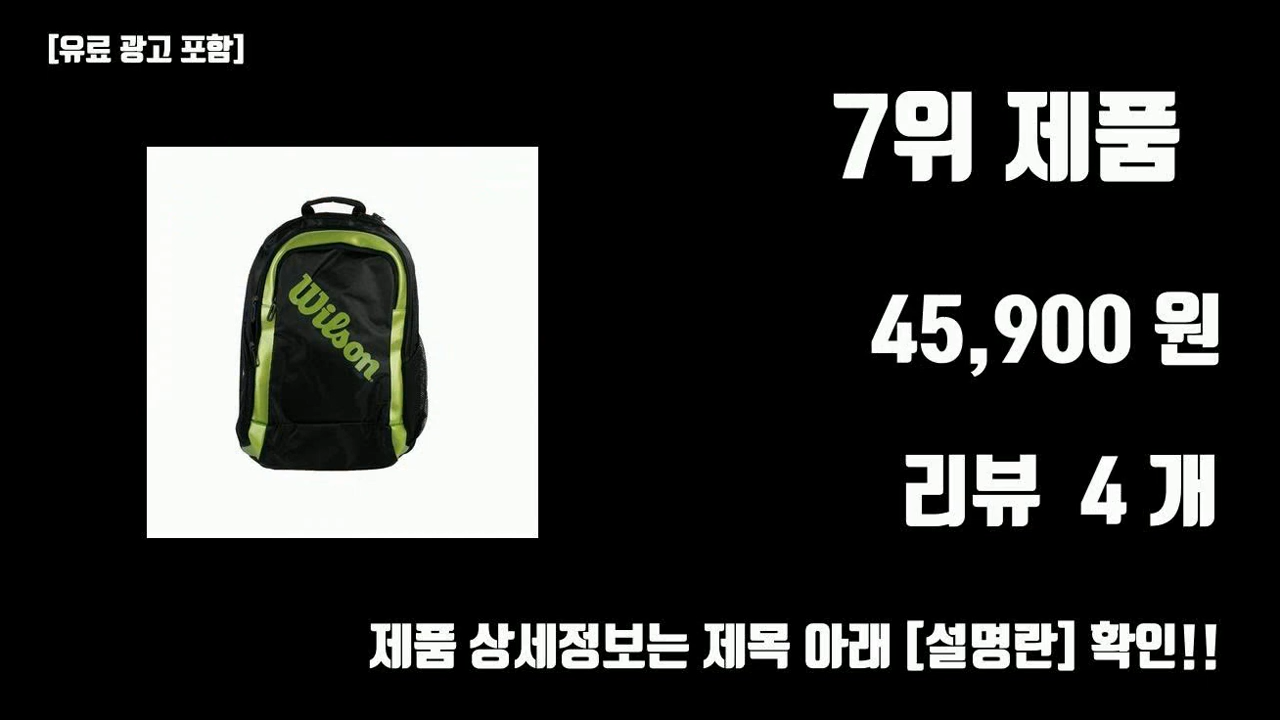 [유료 광고 포함]
7위 제품
Wilson
45,900 원
리뷰 4 개
제품 상세정보는 제목 아래 [설명란] 확인!!